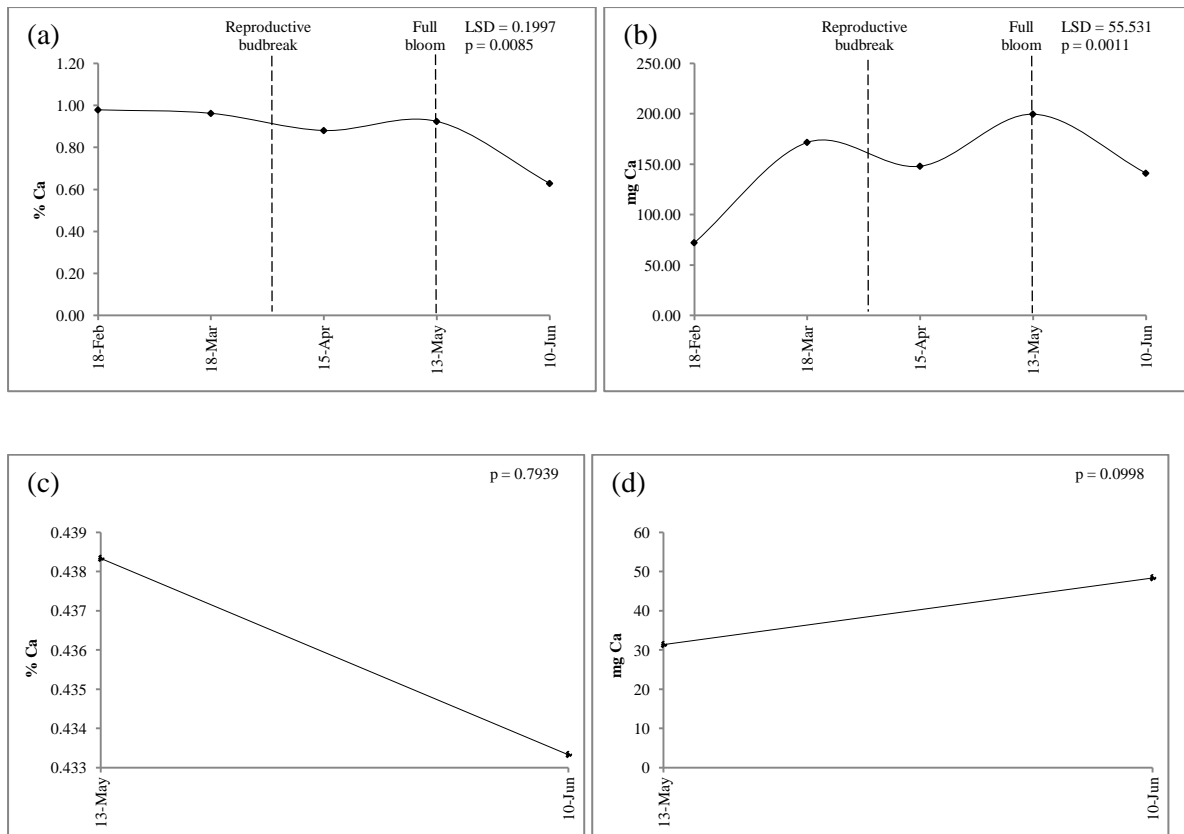 (a)
Reproductive
budbreak
Full
bloom
LSD = 0.1997
p = 0.0085
1.20
1.00
0.80
0.60
0.40
0.20
0.00
% Ca
18-Feb
18-Mar
15-Apr
13-May
10-Jun
(b)
Reproductive
budbreak
Full
bloom
LSD = 55.531
p = 0.0011
250.00
200.00
150.00
100.00
50.00
0.00
mg Ca
18-Feb
18-Mar
15-Apr
13-May
10-Jun
(c)
p = 0.7939
0.439
0.438
0.437
0.436
0.435
0.434
0.433
% Ca
13-May
10-Jun
(d)
p = 0.0998
60
50
40
30
20
10
0
mg Ca
13-May
10-Jun